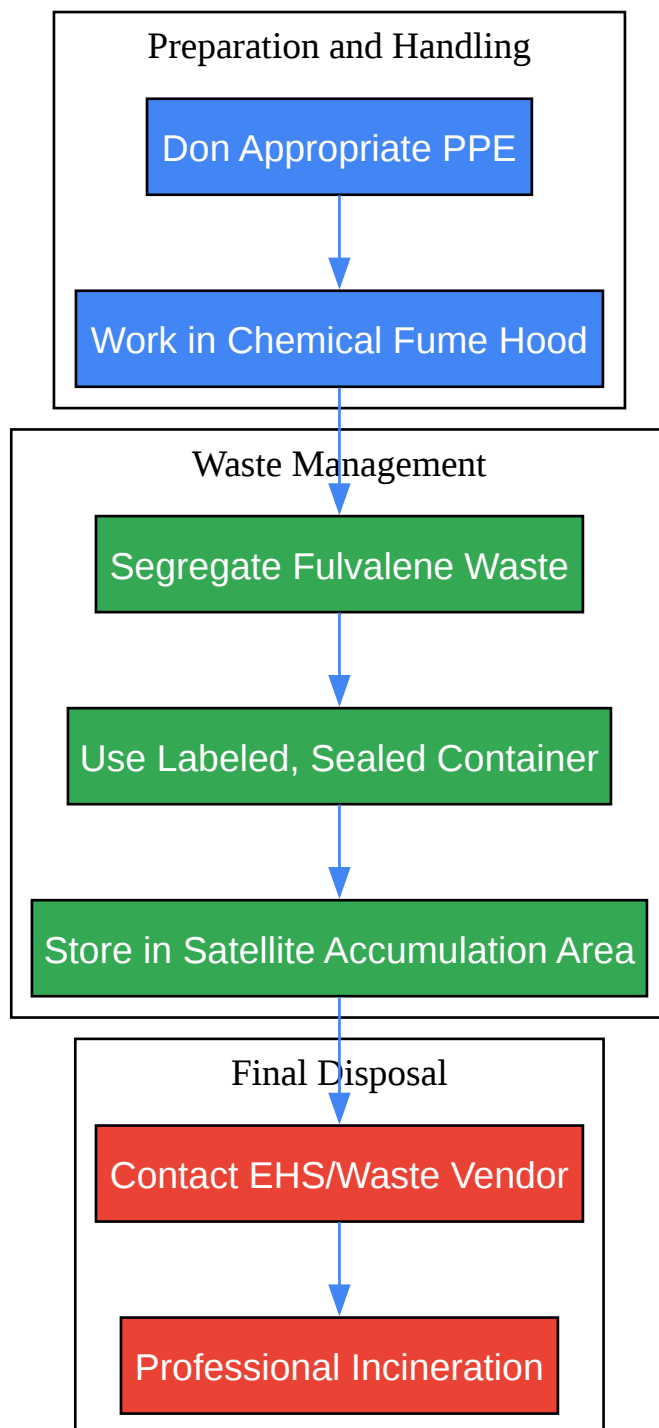 Preparation and Handling
Don Appropriate PPE
Work in Chemical Fume Hood
Waste Management
Segregate Fulvalene Waste
Use Labeled, Sealed Container
Store in Satellite Accumulation Area
Final Disposal
Contact EHS/Waste Vendor
Professional Incineration